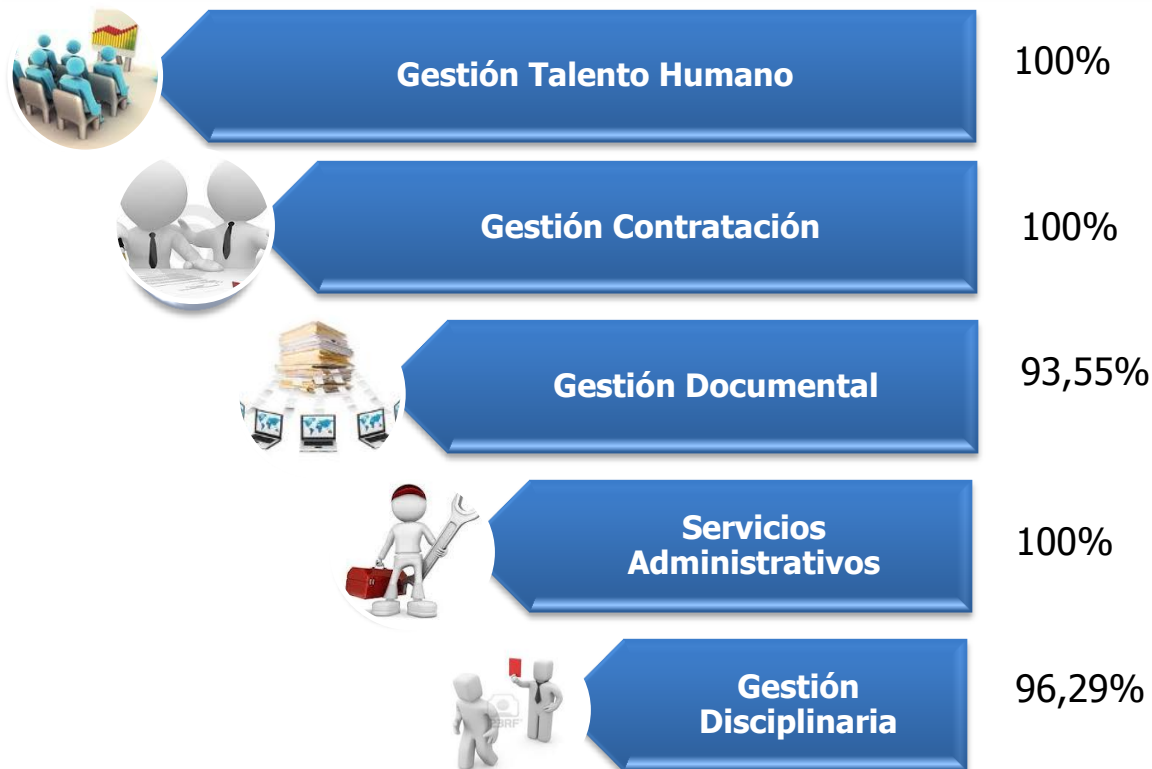 Gestión Talento Humano
100%
Gestión Contratación
100%
Gestión Documental
93,55%
Servicios
Administrativos
100%
Gestión
Disciplinaria
96,29%